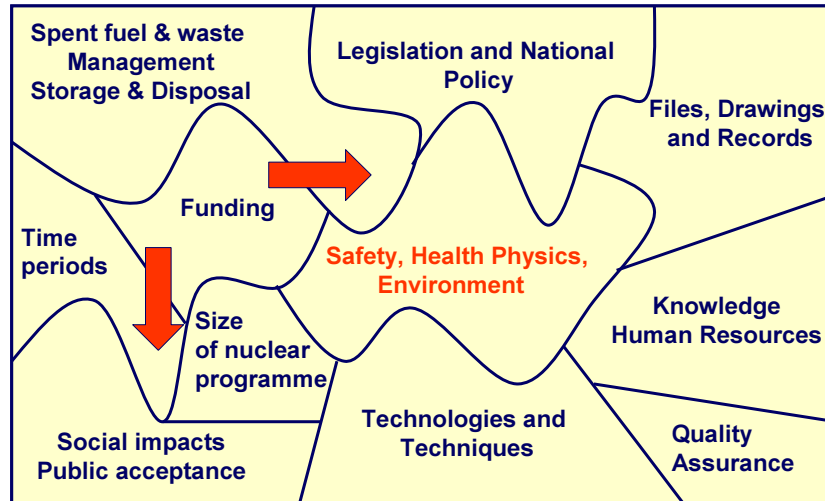 Spent fuel & waste
Management
Storage & Disposal
Legislation and National
Policy
Files, Drawings
and Records
Funding
Time
periods
Safety, Health Physics,
Environment
Size
of nuclear
programme
Knowledge
Human Resources
Social impacts
Public acceptance
Technologies and
Techniques
Quality
Assurance